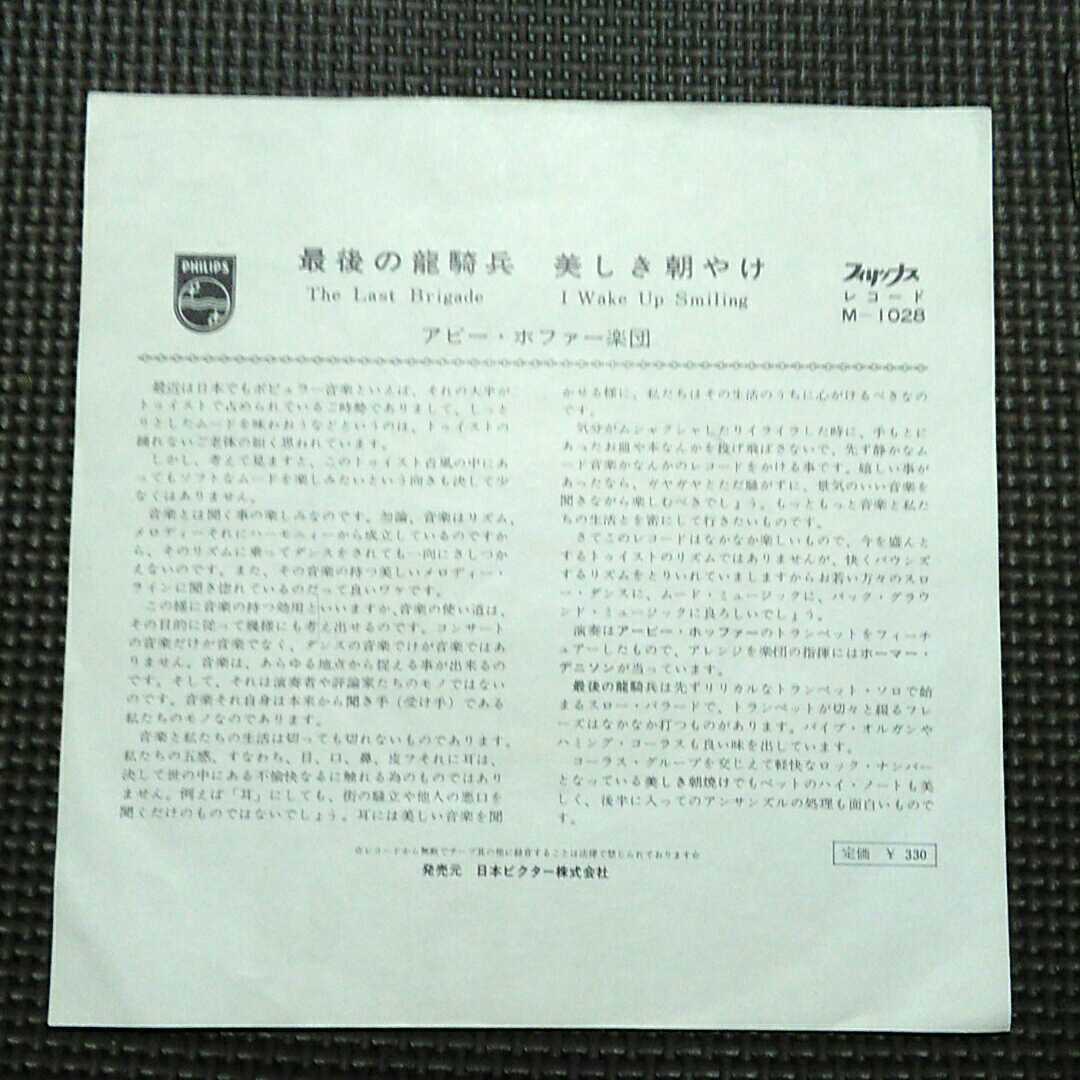 PHILIPS
最後の龍騎兵　美しき朝やけ
The Last Brigade　I Wake Up Smiling
アビー・ホファー楽団
フィリップス
レコード
M-1028
最近は日本でもポピュラー音楽といえば、それの大半が
トゥイストで占められているご時勢でありまして、しっと
りとしたムードを味わおうなどというのは、トゥイストの
踊れないご老体の如く思われています。
しかし、考えて見ますと、このトゥイスト台風の中にあ
ってもソフトなムードを楽しみたいという向きも決して少
なくはありません。
音楽とは聞く事の楽しみなのです。勿論、音楽はリズム、
メロディーそれにハーモニィーから成立しているのですか
ら、そのリズムに乗ってダンスをされても一向にさしつか
えないのです。また、その音楽の持つ美しいメロディー・
ラインに聞き惚れているのだって良いワケです。
この様に音楽の持つ効用といいますか、音楽の使い道は、
その目的に従って幾様にも考え出せるのです。コンサート
の音楽だけが音楽でなく、ダンスの音楽でけが音楽ではあ
りません。音楽は、あらゆる地点から捉える事が出来るの
です。そして、それは演奏者や評論家たちのモノではない
のです。音楽それ自身は本来から聞き手（受け手）である
私たちのモノなのであります。
音楽と私たちの生活は切っても切れないものであります。
私たちの五感、すなわち、目、口、鼻、皮フそれに耳は、
決して世の中にある不愉快なるに触れる為のものではあり
ません。例えば「耳」にしても、街の騒立や他人の悪口を
聞くだけのものではないでしょう。耳には美しい音楽を聞
かせる様に、私たちはその生活のうちに心がけるべきなの
です。
気分がムシャクシャしたりイライラした時に、手もとに
あったお皿や本なんかを投げ飛ばさないで、先ず静かなム
ード音楽かなんかのレコードをかける事です。嬉しい事が
あったなら、ガヤガヤとただ騒がずに、景気のいい音楽を
聞きながら楽しむべきでしょう。もっともっと音楽と私た
ちの生活とを密にして行きたいものです。
さてこのレコードはなかなか楽しいもので、今を盛んと
するトゥイストのリズムではありませんが、快くバウンズ
するリズムをとりいれていましますからお若い方々のスロ
ー・ダンスに、ムード・ミュージックに、バック・グラウ
ンド・ミュージックに良ろしいでしょう。
演奏はアービー・ホッファーのトランペットをフィーチ
ュアーしたもので、アレンジを楽団の指揮にはホーマー・
デニソンが当っています。
最後の龍騎兵は先ずリリカルなトランペット・ソロで始
まるスロー・バラードで、トランペットが切々と綴るフレ
ーズはなかなか打つものがあります。パイプ・オルガンや
ハミング・コーラスも良い味を出しています。
コーラス・グループを交じえて軽快なロック・ナンバー
となっている美しき朝焼けでもペットのハイ・ノートも美
しく、後半に入ってのアンサンズルの処理も面白いもので
す。
☆レコードから無断でテープ其の他に録音することは法律で禁じられております☆
定価　￥ 330
発売元　日本ビクター株式会社